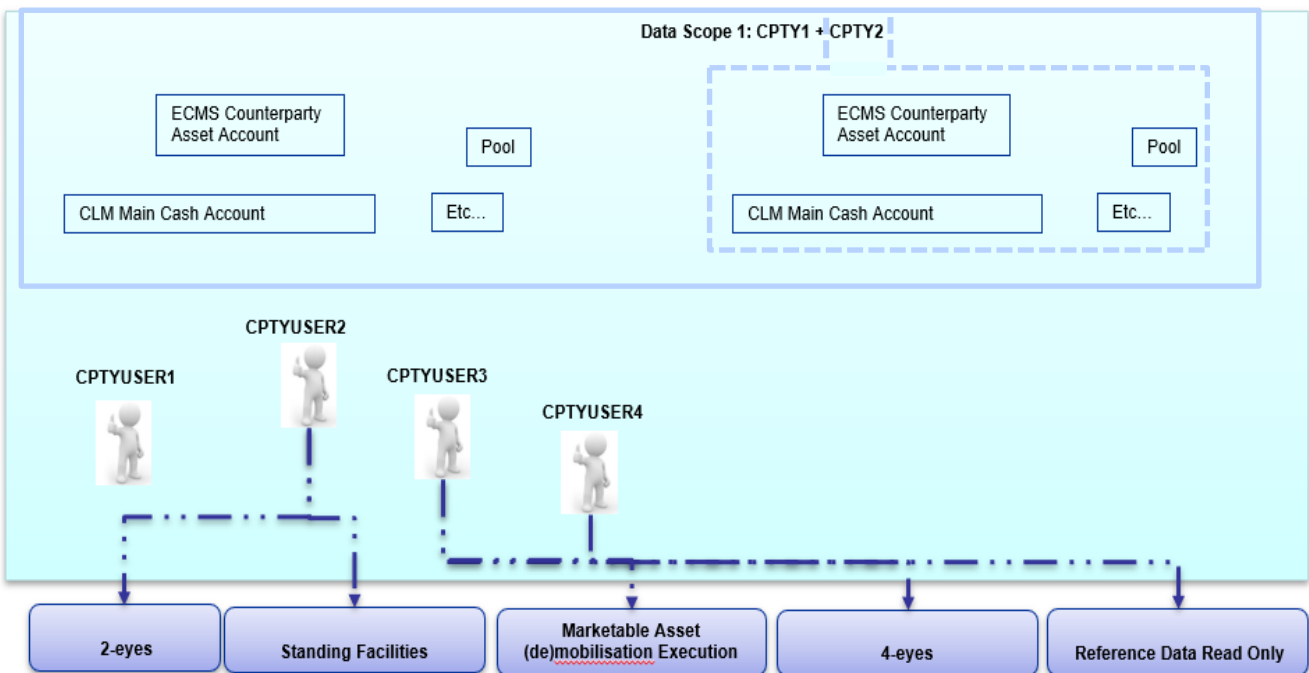 Data Scope 1: CPTY1 + CPTY2
ECMS Counterparty
Asset Account
Pool
CLM Main Cash Account
Etc...
ECMS Counterparty
Asset Account
Pool
CLM Main Cash Account
Etc...
CPTYUSER1
CPTYUSER2
CPTYUSER3
CPTYUSER4
2-eyes
Standing Facilities
Marketable Asset
(de)mobilisation Execution
4-eyes
Reference Data Read Only